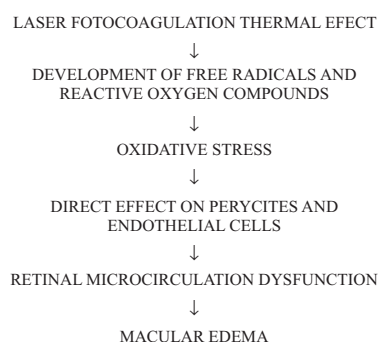 LASER FOTOCOAGULATION THERMAL EFECT
↓
DEVELOPMENT OF FREE RADICALS AND
REACTIVE OXYGEN COMPOUNDS
↓
OXIDATIVE STRESS
↓
DIRECT EFFECT ON PERYCITES AND
ENDOTHELIAL CELLS
↓
RETINAL MICROCIRCULATION DYSFUNCTION
↓
MACULAR EDEMA